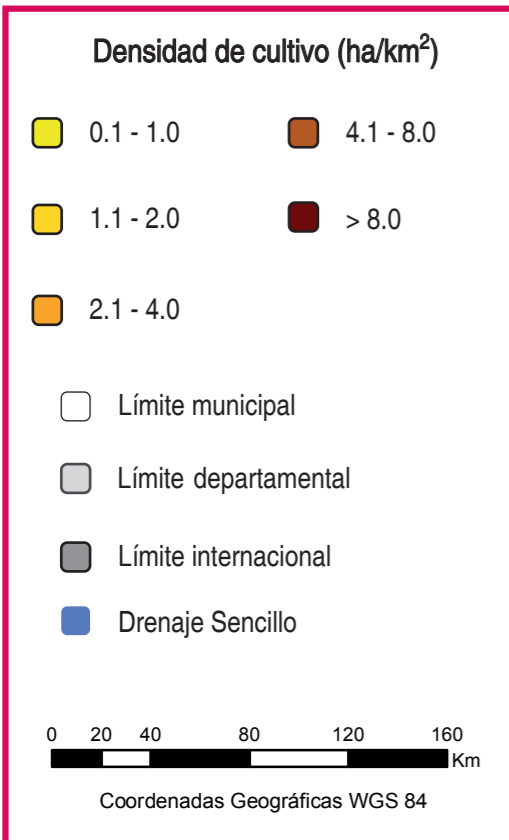 Densidad de cultivo (ha/km²)
0.1 - 1.0
4.1 - 8.0
1.1 - 2.0
> 8.0
2.1 - 4.0
Límite municipal
Límite departamental
Límite internacional
Drenaje Sencillo
0 20 40 80 120 160
Km
Coordenadas Geográficas WGS 84